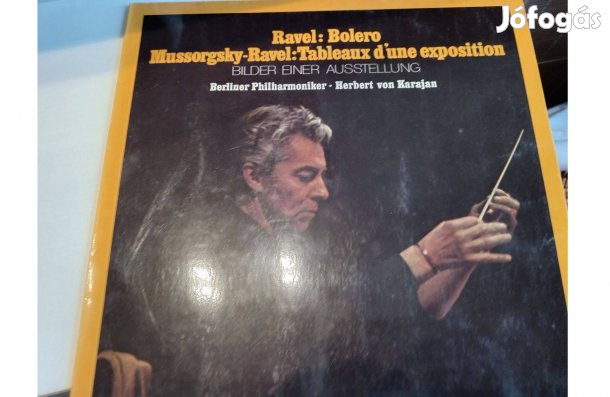 Jófogás
Ravel: Bolero
Mussorgsky-Ravel: Tableaux d'une exposition
BILDER EINER AUSSTELLUNG
Berliner Philharmoniker · Herbert von Karajan